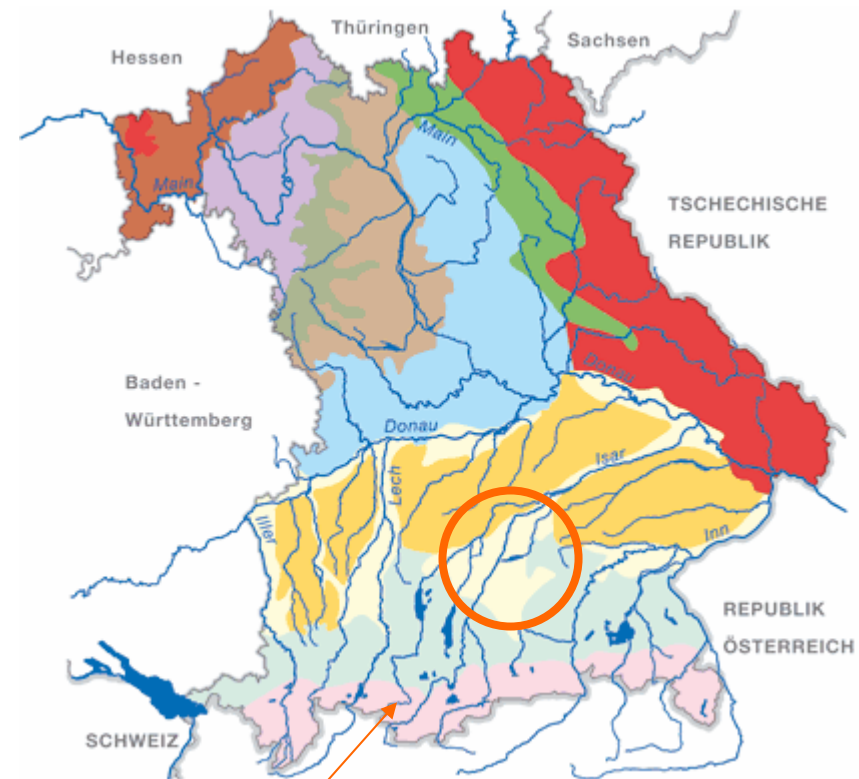 Thüringen
Hessen
Sachsen
Main
Main
TSCHECHISCHE
REPUBLIK
Donau
Baden -
Württemberg
Donau
Isar
Lech
Iller
Inn
REPUBLIK
ÖSTERREICH
SCHWEIZ